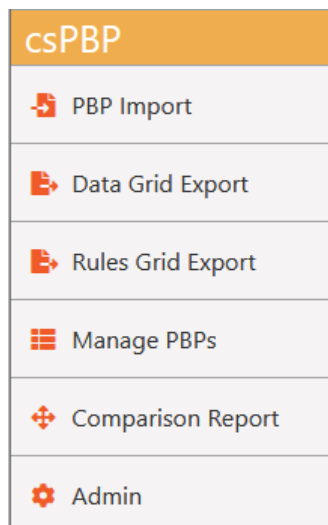 csPBP
PBP Import
Data Grid Export
Rules Grid Export
Manage PBPs
Comparison Report
Admin